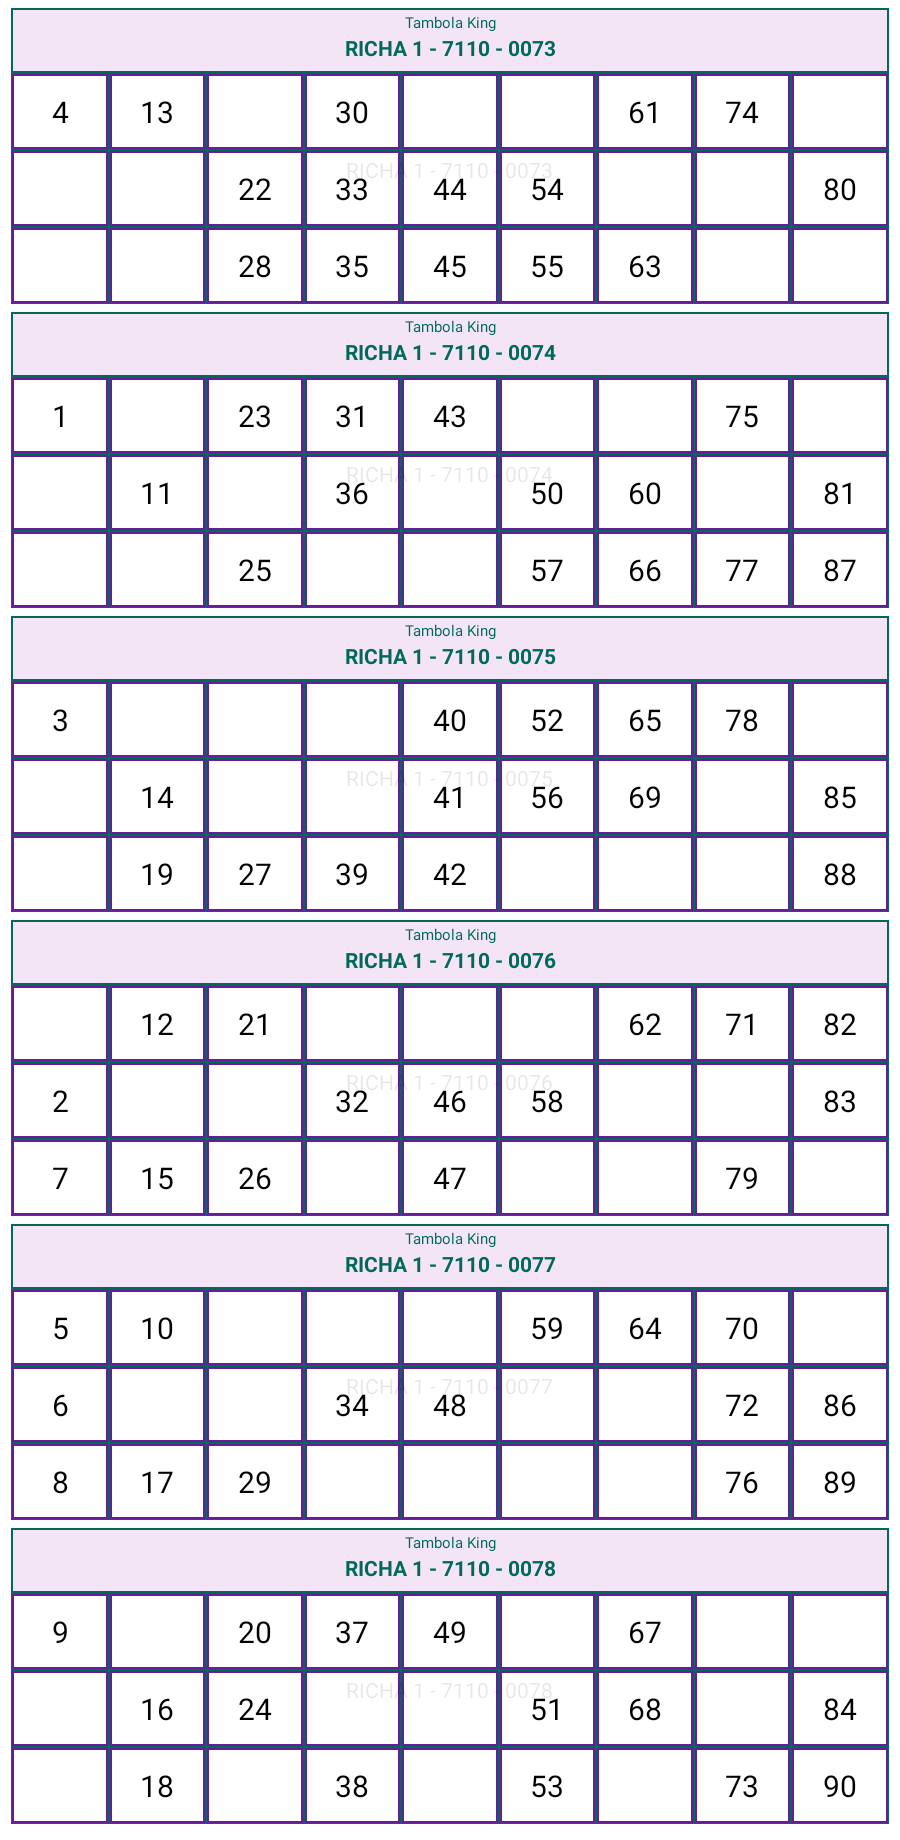 Tambola King
RICHA 1 - 7110 - 0073
4 13 30 61 74
RICHA 1 - 7110 - 0073
22 33 44 54 80
28 35 45 55 63
Tambola King
RICHA 1 - 7110 - 0074
1 23 31 43 75
RICHA 1 - 7110 - 0074
11 36 50 60 81
25 57 66 77 87
Tambola King
RICHA 1 - 7110 - 0075
3 40 52 65 78
RICHA 1 - 7110 - 0075
14 41 56 69 85
19 27 39 42 88
Tambola King
RICHA 1 - 7110 - 0076
12 21 62 71 82
RICHA 1 - 7110 - 0076
2 32 46 58 83
7 15 26 47 79
Tambola King
RICHA 1 - 7110 - 0077
5 10 59 64 70
RICHA 1 - 7110 - 0077
6 34 48 72 86
8 17 29 76 89
Tambola King
RICHA 1 - 7110 - 0078
9 20 37 49 67
RICHA 1 - 7110 - 0078
16 24 51 68 84
18 38 53 73 90